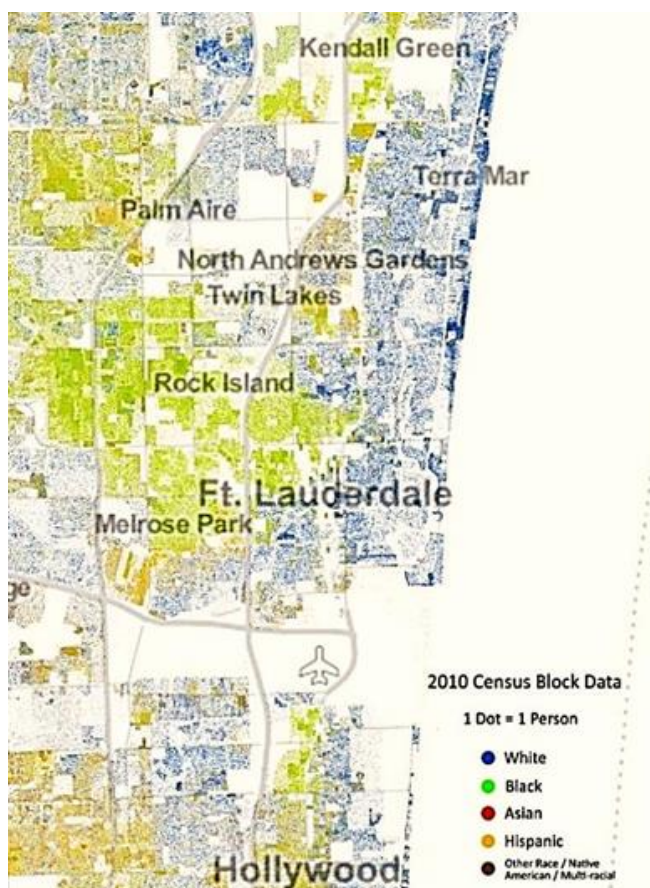 Kendall Green
Terra Mar
Palm Aire
North Andrews Gardens
Twin Lakes
Rock Island
Ft. Lauderdale
Melrose Park
ge
2010 Census Block Data
1 Dot = 1 Person
White
Black
Asian
Hispanic
Other Race / Native
American / Multi-racial
Hollywood